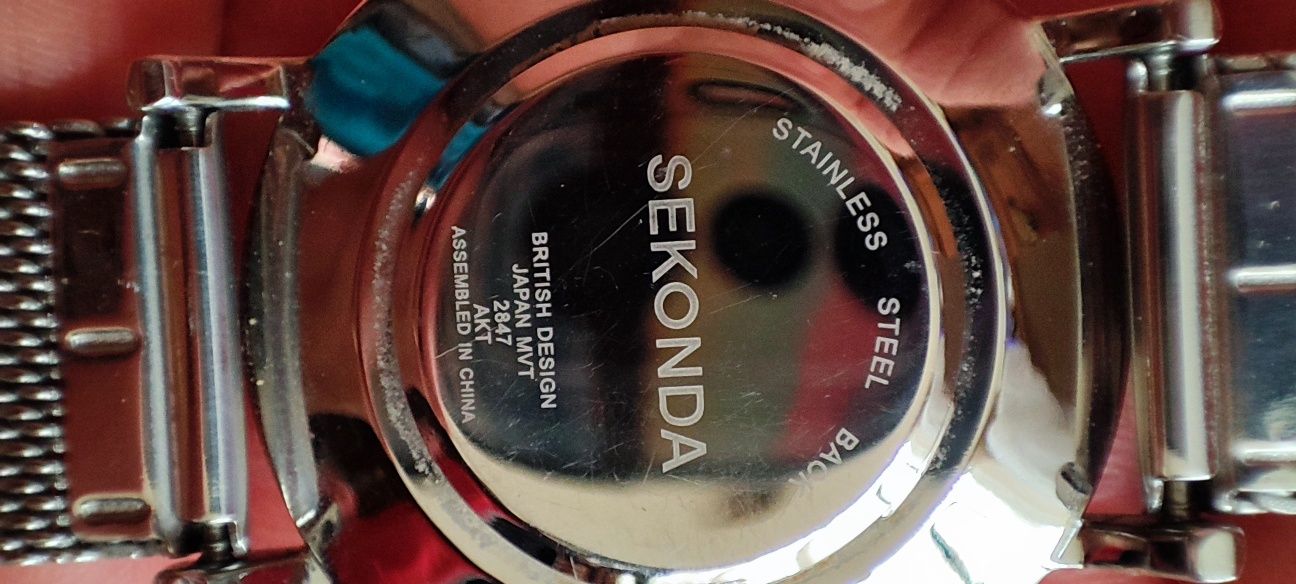 STAINLESS STEEL BACK
SEKONDA
BRITISH DESIGN
JAPAN MVT
2847
AKT
ASSEMBLED IN CHINA